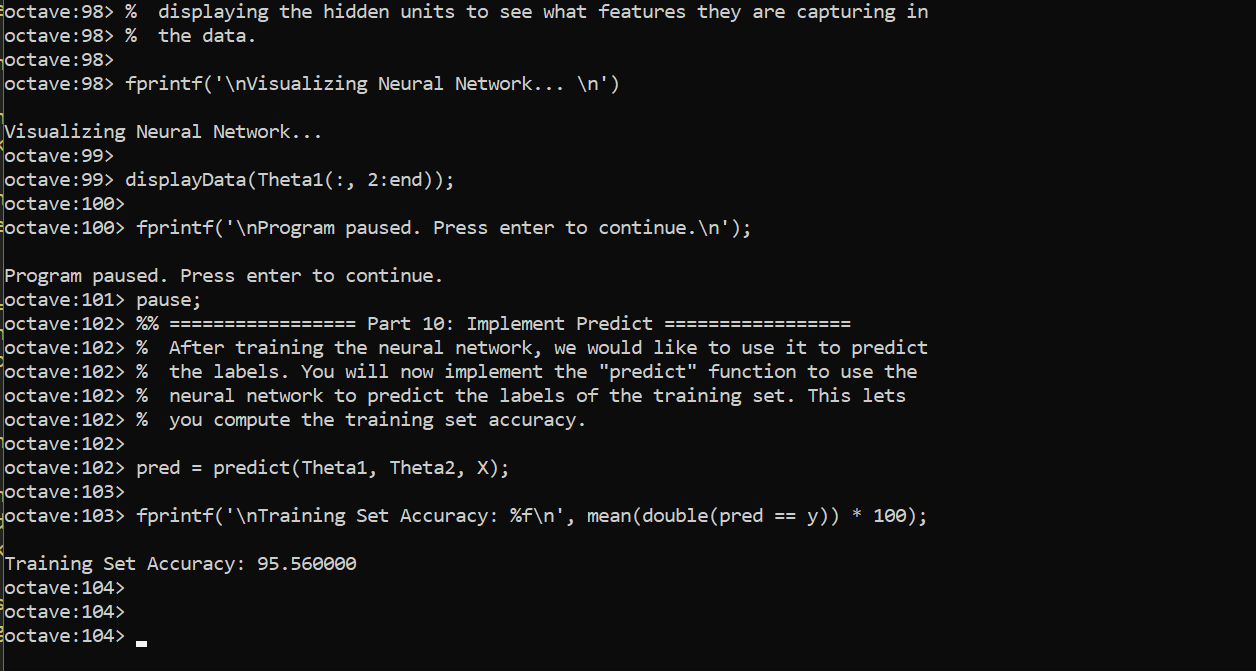 octave:98> %  displaying the hidden units to see what features they are capturing in
octave:98> %  the data.
octave:98>
octave:98> fprintf('\nVisualizing Neural Network... \n')
Visualizing Neural Network...
octave:99>
octave:99> displayData(Theta1(:, 2:end));
octave:100>
octave:100> fprintf('\nProgram paused. Press enter to continue.\n');
Program paused. Press enter to continue.
octave:101> pause;
octave:102> %% ================= Part 10: Implement Predict =================
octave:102> %  After training the neural network, we would like to use it to predict
octave:102> %  the labels. You will now implement the "predict" function to use the
octave:102> %  neural network to predict the labels of the training set. This lets
octave:102> %  you compute the training set accuracy.
octave:102>
octave:102> pred = predict(Theta1, Theta2, X);
octave:103>
octave:103> fprintf('\nTraining Set Accuracy: %f\n', mean(double(pred == y)) * 100);
Training Set Accuracy: 95.560000
octave:104>
octave:104>
octave:104>